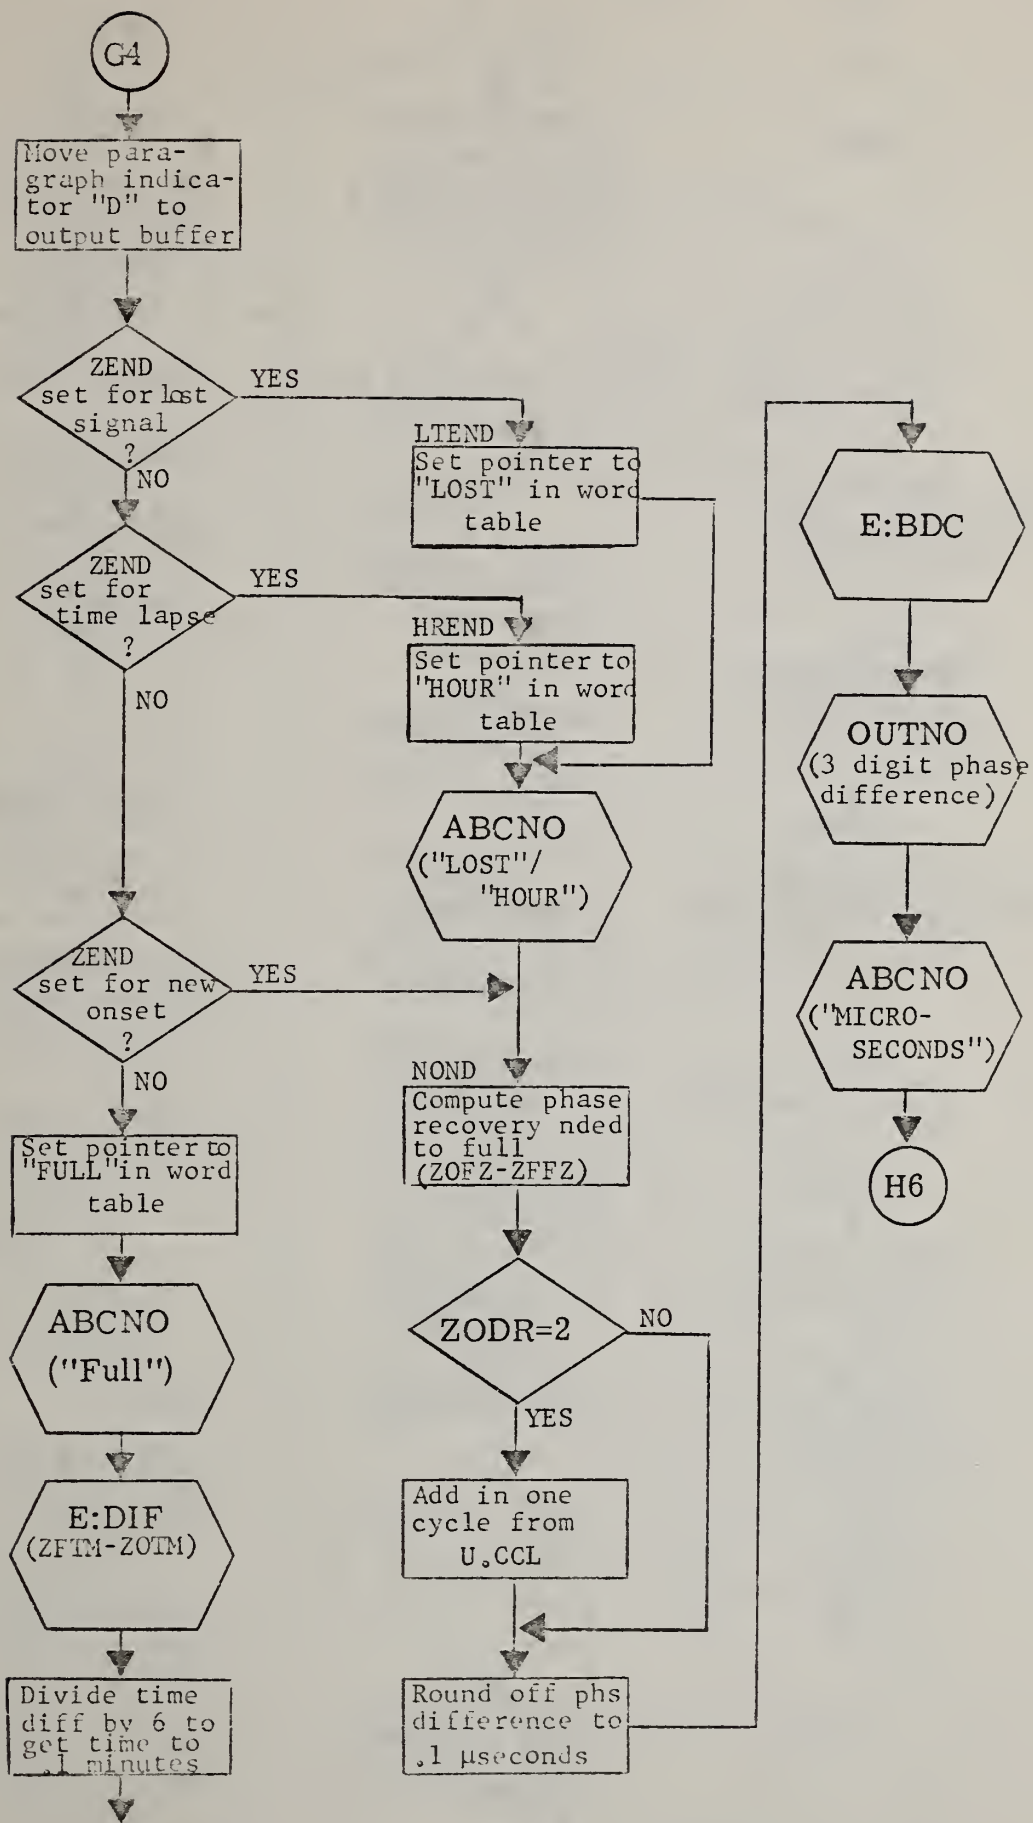 G4
Move para-
graph indica-
tor "D" to
output buffer
ZEND
set for lost
signal
?
YES
NO
LTEND
Set pointer to
"LOST" in word
table
ZEND
set for
time lapse
?
YES
NO
HREND
Set pointer to
"HOUR" in word
table
ABCNO
("LOST"/
"HOUR")
ZEND
set for new
onset
?
YES
NO
Set pointer to
"FULL" in word
table
ABCNO
("Full")
E:DIF
(ZFTM-ZOTM)
Divide time
diff by 6 to
get time to
.1 minutes
NOND
Compute phase
recovery nded
to full
(ZOFZ-ZFFZ)
ZODR=2
NO
YES
Add in one
cycle from
U.CCL
Round off phs
difference to
.1 µseconds
E:BDC
OUTNO
(3 digit phase
difference)
ABCNO
("MICRO-
SECONDS")
H6